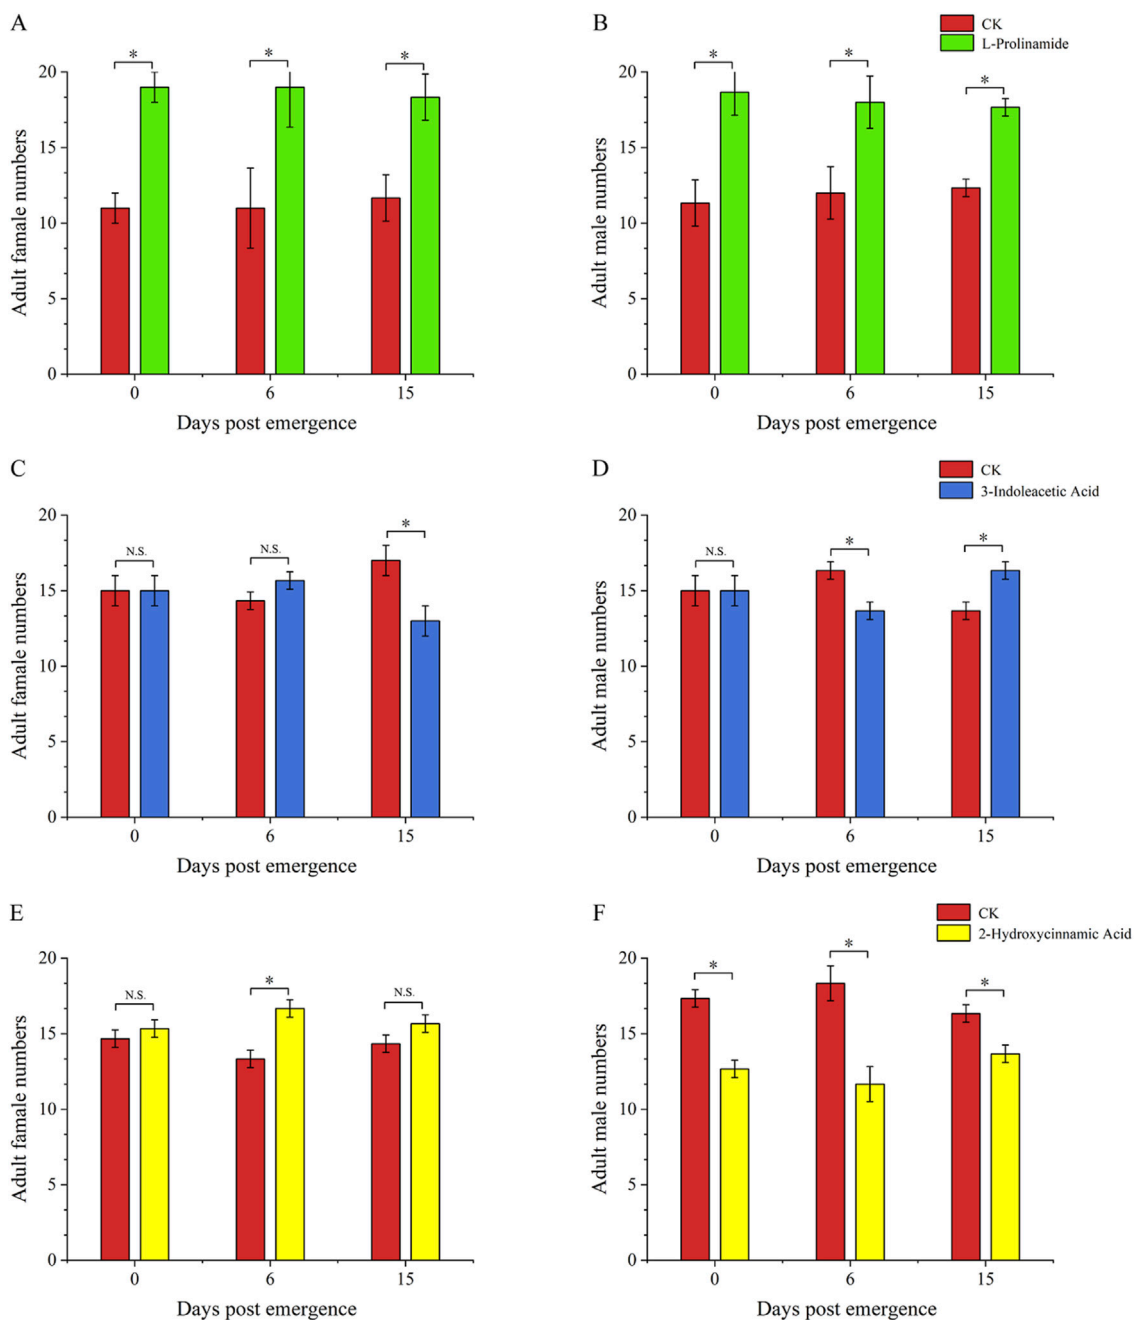 A
B
CK
L-Prolinamide
* * *
* * *
20
15
10
5
0
Adult famale numbers
0 6 15
Days post emergence
20
15
10
5
0
Adult male numbers
0 6 15
Days post emergence
C
D
CK
3-Indoleacetic Acid
N.S. N.S. *
N.S. * *
20
15
10
5
0
Adult famale numbers
0 6 15
Days post emergence
20
15
10
5
0
Adult male numbers
0 6 15
Days post emergence
E
F
CK
2-Hydroxycinnamic Acid
N.S. * N.S.
* * *
20
15
10
5
0
Adult famale numbers
0 6 15
Days post emergence
20
15
10
5
0
Adult male numbers
0 6 15
Days post emergence